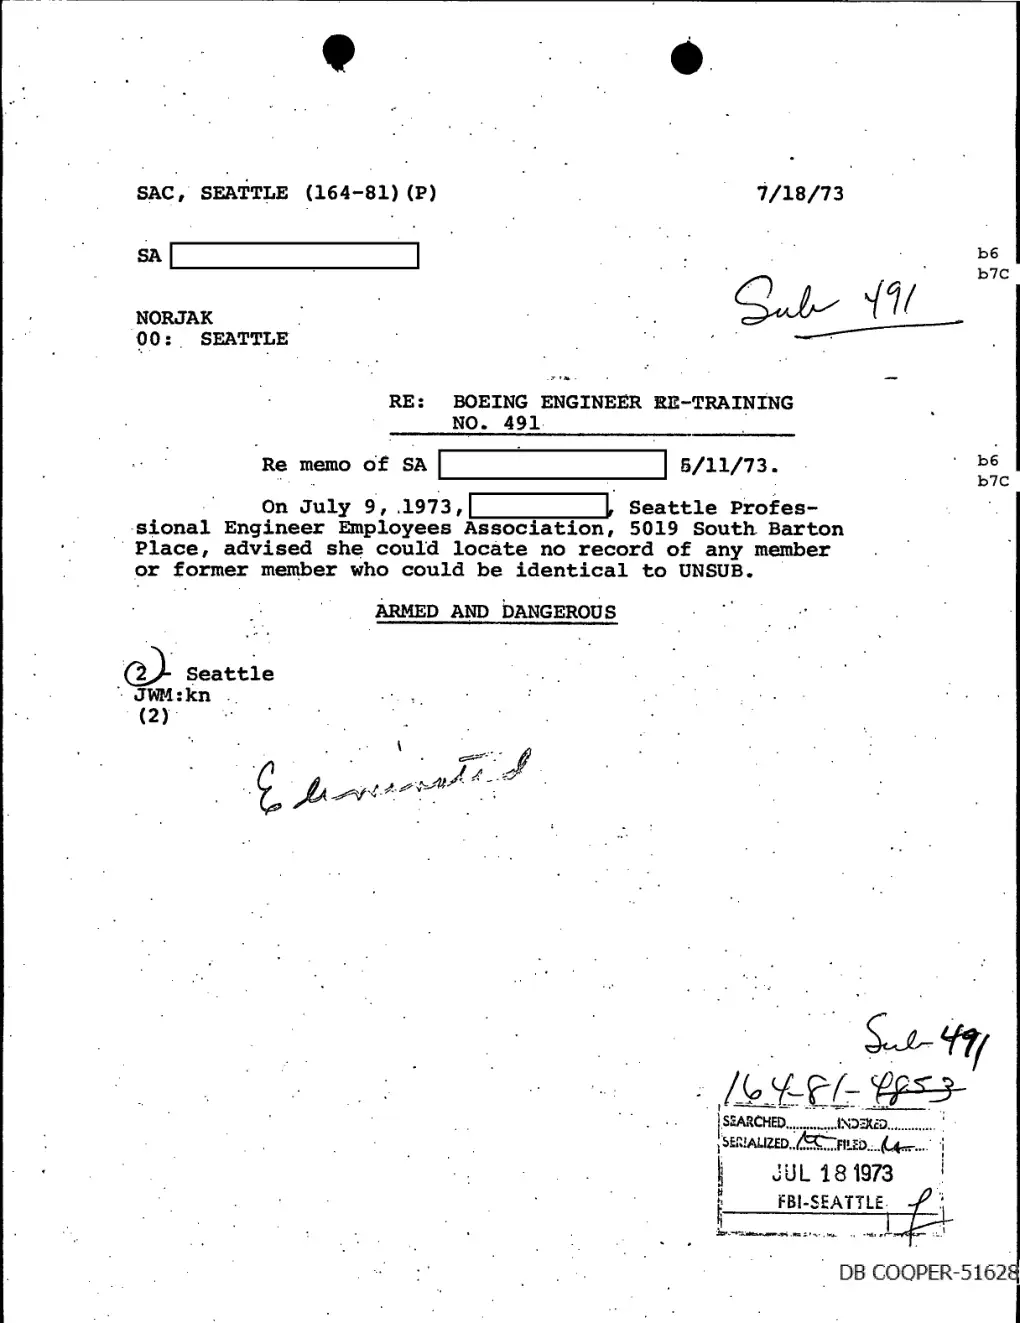 SAC, SEATTLE (164-81)(P) 7/18/73
SA
b6
b7C
Sub 491
NORJAK
00: SEATTLE
RE: BOEING ENGINEER RE-TRAINING
NO. 491
Re memo of SA 5/11/73.
b6
b7C
On July 9, 1973, , Seattle Profes-
sional Engineer Employees Association, 5019 South Barton
Place, advised she could locate no record of any member
or former member who could be identical to UNSUB.
ARMED AND DANGEROUS
2 - Seattle
JWM:kn
(2)
Eliminated
Sub 491
164-81-4853
SEARCHED INDEXED
SERIALIZED FILED
JUL 18 1973
FBI-SEATTLE
DB COOPER-51628